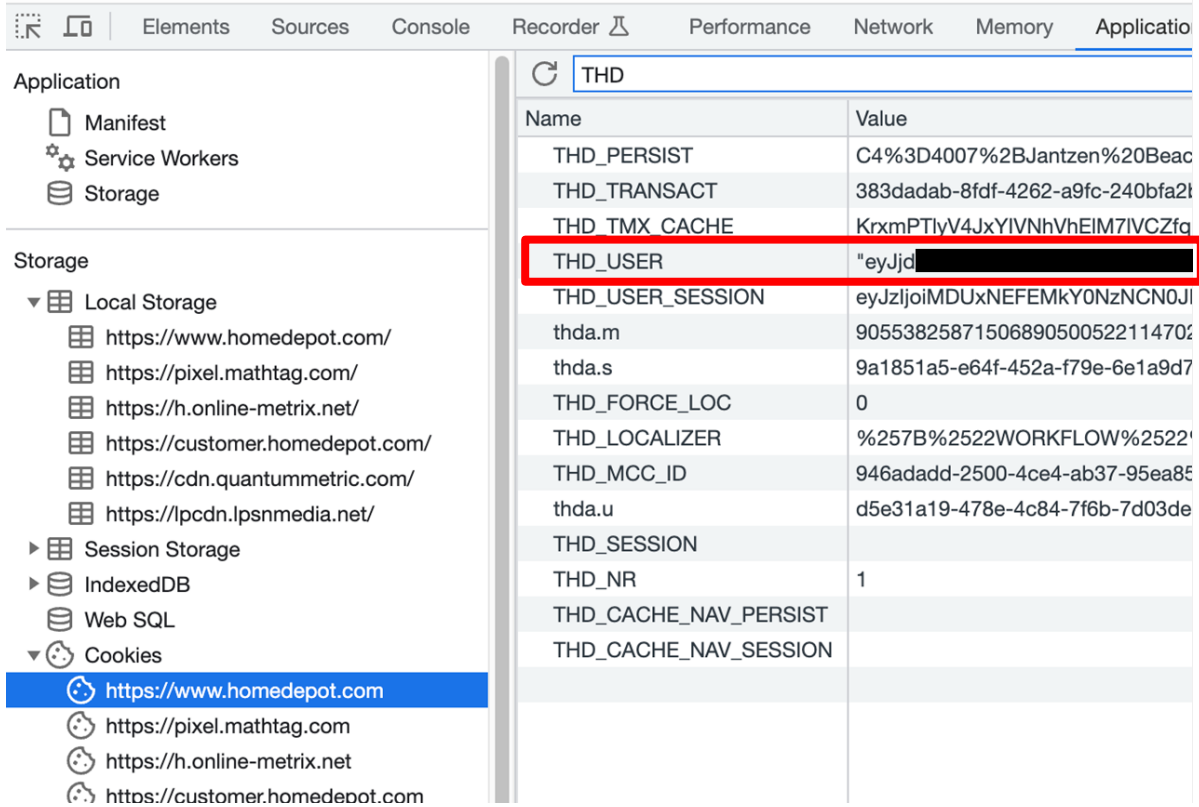 Elements Sources Console Recorder Performance Network Memory Applicatio
Application
Manifest
Service Workers
Storage
Storage
Local Storage
https://www.homedepot.com/
https://pixel.mathtag.com/
https://h.online-metrix.net/
https://customer.homedepot.com/
https://cdn.quantummetric.com/
https://lpcdn.lpsnmedia.net/
Session Storage
IndexedDB
Web SQL
Cookies
https://www.homedepot.com
https://pixel.mathtag.com
https://h.online-metrix.net
https://customer.homedepot.com
THD
Name Value
THD_PERSIST C4%3D4007%2BJantzen%20Beac
THD_TRANSACT 383dadab-8fdf-4262-a9fc-240bfa2b
THD_TMX_CACHE
THD_USER "eyJjd
THD_USER_SESSION
thda.m 90553825871506890500522114702
thda.s 9a1851a5-e64f-452a-f79e-6e1a9d7
THD_FORCE_LOC 0
THD_LOCALIZER %257B%2522WORKFLOW%2522%
THD_MCC_ID 946adadd-2500-4ce4-ab37-95ea85
thda.u d5e31a19-478e-4c84-7f6b-7d03de
THD_SESSION
THD_NR 1
THD_CACHE_NAV_PERSIST
THD_CACHE_NAV_SESSION